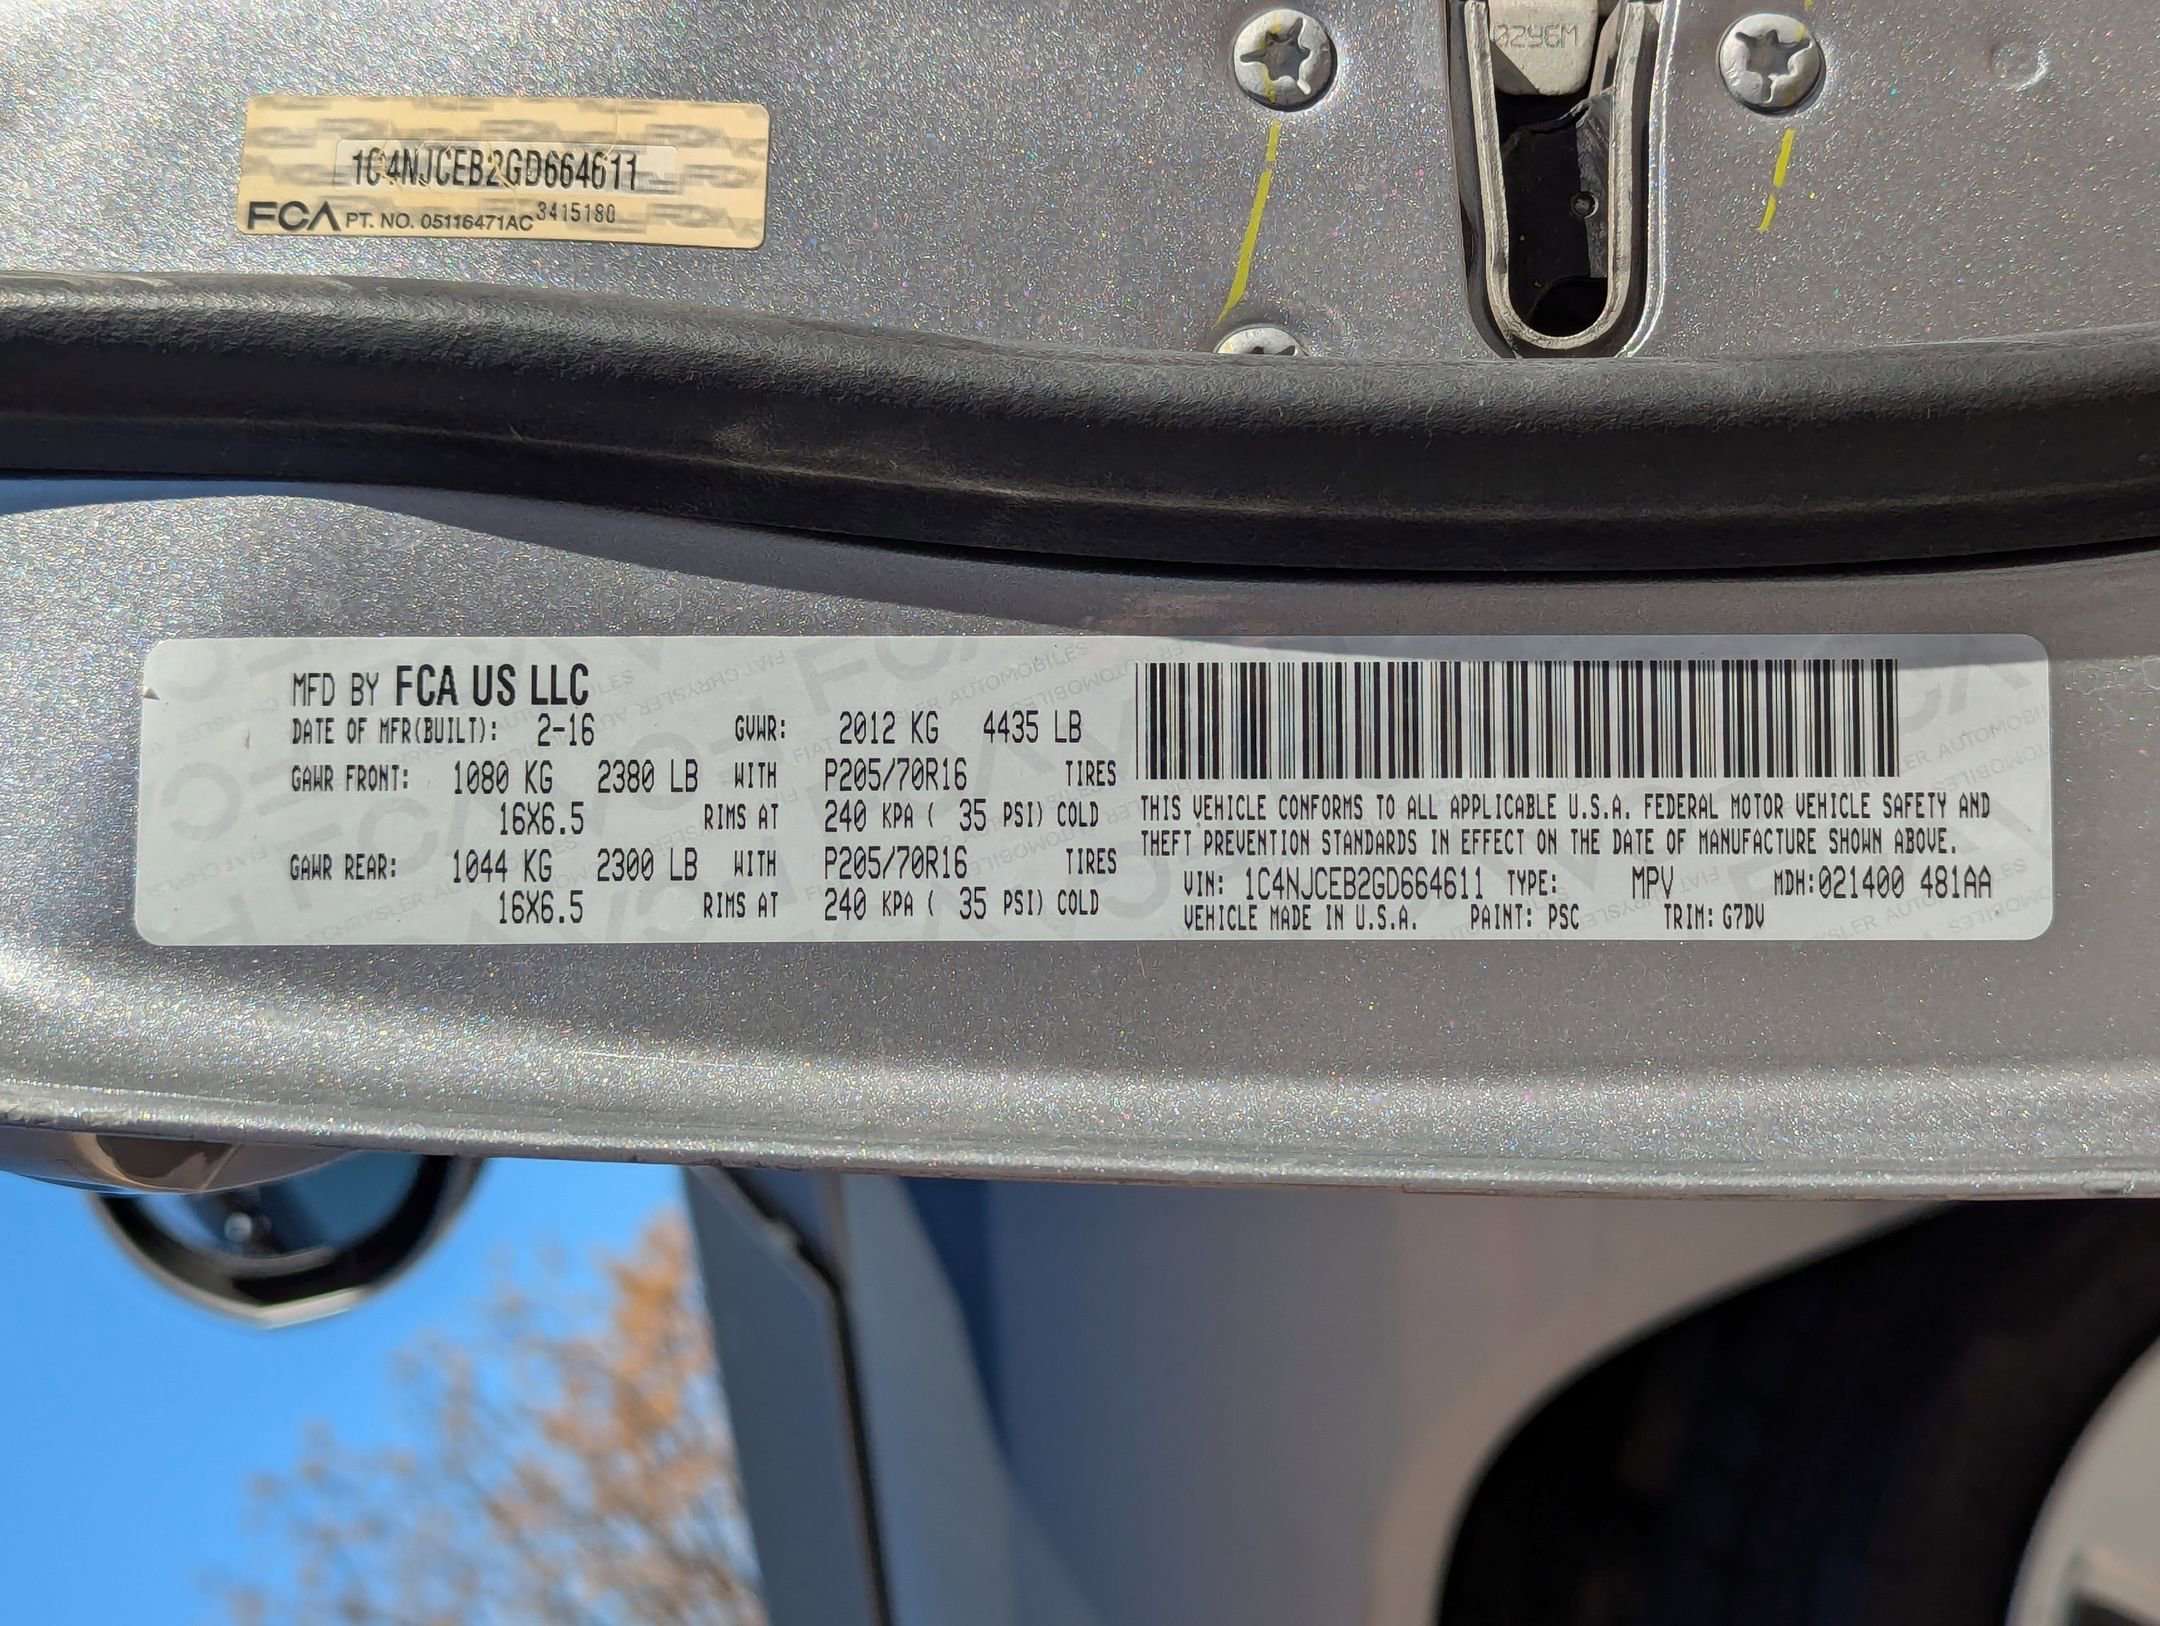 0296M
1C4NJCEB2GD664611
FCA PT. NO. 05116471AC 3415180
MFD BY FCA US LLC
DATE OF MFR(BUILT): 2-16 GVWR: 2012 KG 4435 LB
GAWR FRONT: 1080 KG 2380 LB WITH P205/70R16 TIRES
16X6.5 RIMS AT 240 KPA ( 35 PSI) COLD
GAWR REAR: 1044 KG 2300 LB WITH P205/70R16 TIRES
16X6.5 RIMS AT 240 KPA ( 35 PSI) COLD
THIS VEHICLE CONFORMS TO ALL APPLICABLE U.S.A. FEDERAL MOTOR VEHICLE SAFETY AND
THEFT PREVENTION STANDARDS IN EFFECT ON THE DATE OF MANUFACTURE SHOWN ABOVE.
VIN: 1C4NJCEB2GD664611 TYPE: MPV MDH:021400 481AA
VEHICLE MADE IN U.S.A. PAINT: PSC TRIM: G7DV